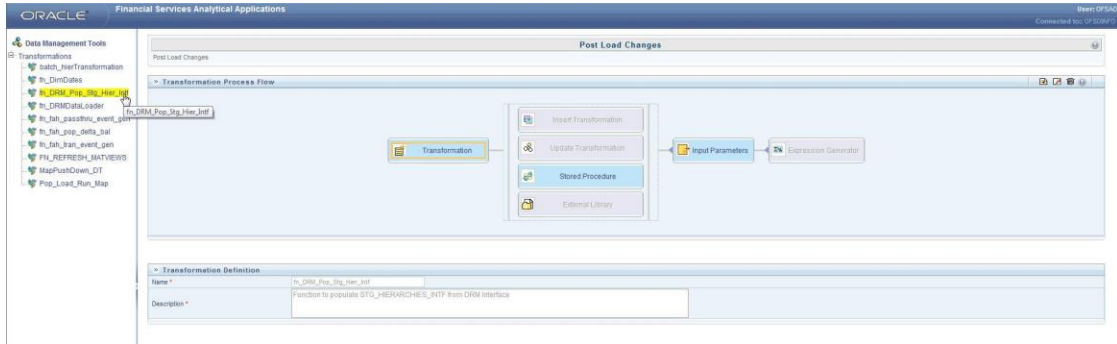 ORACLE
Financial Services Analytical Applications
User: OFSAD
Connected to: OFSDINFO
Data Management Tools
Transformations
batch_hierTransformation
fn_DimDates
fn_DRM_Pop_Stg_Hier_Intf
fn_DRMDataLoader
fn_DRM_Pop_Stg_Hier_Intf
fn_fah_passthru_event_gen
fn_fah_pop_delta_bal
fn_fah_tran_event_gen
FN_REFRESH_MATVIEWS
MapPushDown_DT
Pop_Load_Run_Map
Post Load Changes
Post Load Changes
» Transformation Process Flow
Insert Transformation
Transformation
Update Transformation
Input Parameters
Expression Generator
Stored Procedure
External Library
» Transformation Definition
Name *
fn_DRM_Pop_Stg_Hier_Intf
Description *
Function to populate STG_HIERARCHIES_INTF from DRM Interface